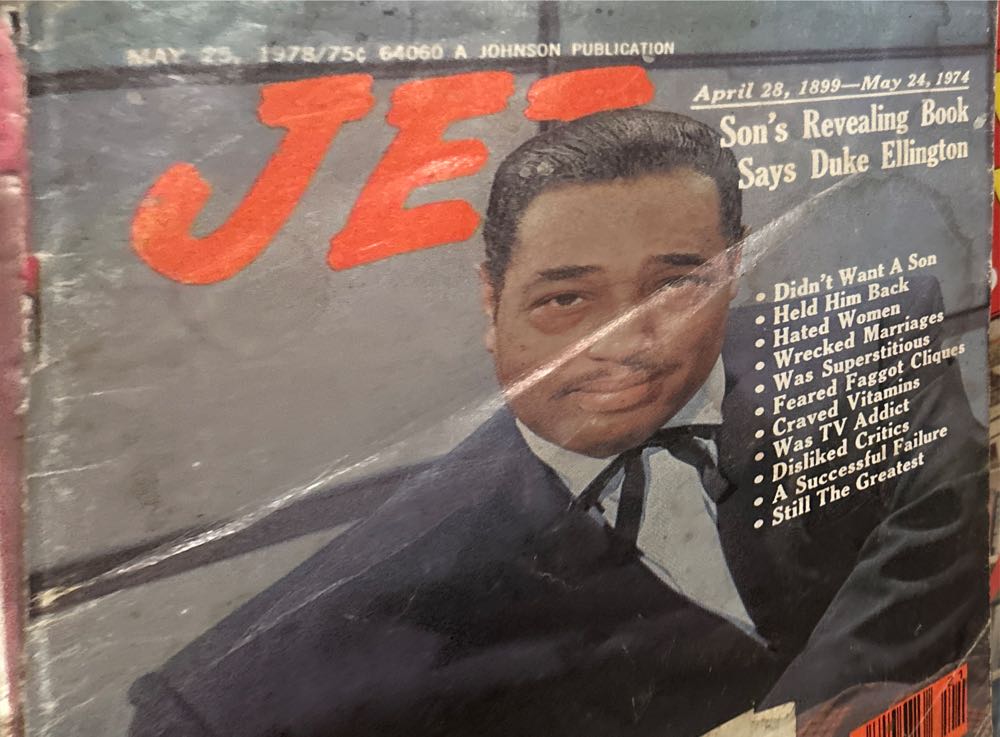 MAY 25, 1978/75¢ 64060 A JOHNSON PUBLICATION
JET
April 28, 1899—May 24, 1974
Son's Revealing Book
Says Duke Ellington
• Didn't Want A Son
• Held Him Back
• Hated Women
• Wrecked Marriages
• Was Superstitious
• Feared Faggot Cliques
• Craved Vitamins
• Was TV Addict
• Disliked Critics
• A Successful Failure
• Still The Greatest